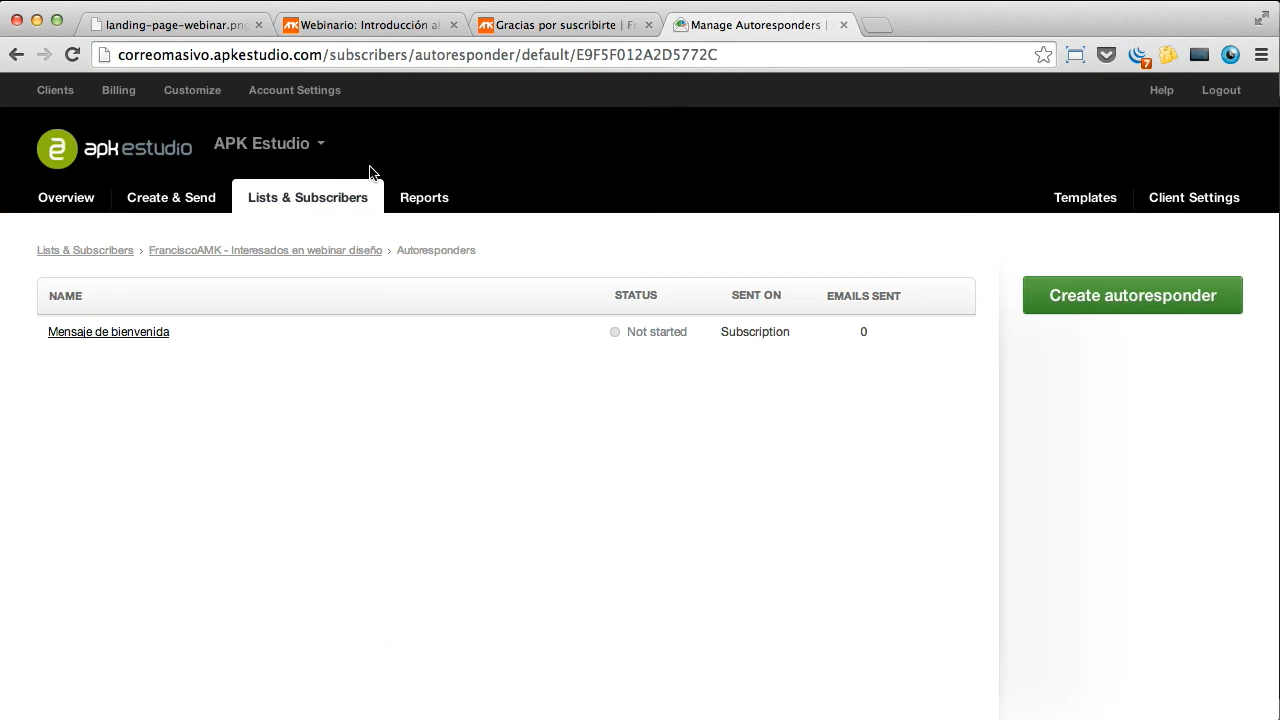 landing-page-webinar.png
Webinario: Introducción al
Gracias por suscribirte | Fr
Manage Autoresponders |
correomasivo.apkestudio.com/subscribers/autoresponder/default/E9F5F012A2D5772C
7
Clients Billing Customize Account Settings Help Logout
apkestudio APK Estudio
Overview Create & Send Lists & Subscribers Reports Templates Client Settings
Lists & Subscribers › FranciscoAMK - Interesados en webinar diseño › Autoresponders
NAME STATUS SENT ON EMAILS SENT
Create autoresponder
Mensaje de bienvenida Not started Subscription 0